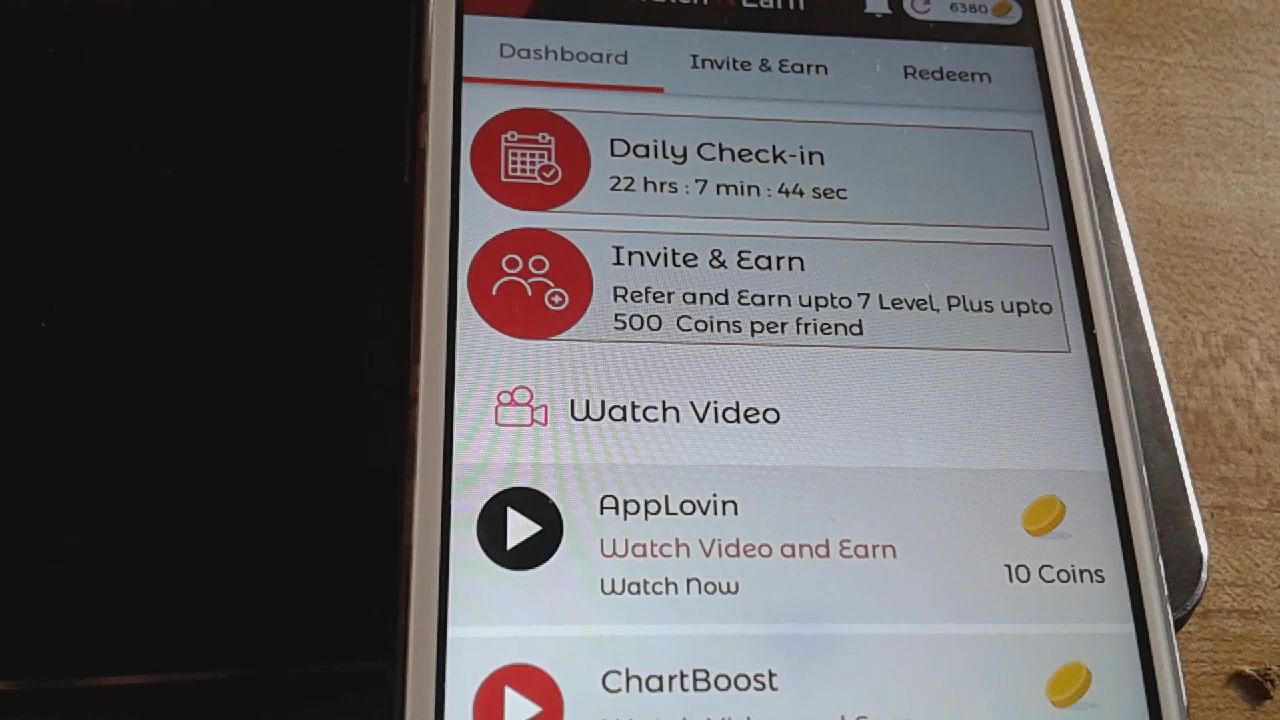 Earn
6380
Dashboard
Invite & Earn
Redeem
Daily Check-in
22 hrs : 7 min : 44 sec
Invite & Earn
Refer and Earn upto 7 Level, Plus upto
500 Coins per friend
Watch Video
AppLovin
Watch Video and Earn
Watch Now
10 Coins
ChartBoost